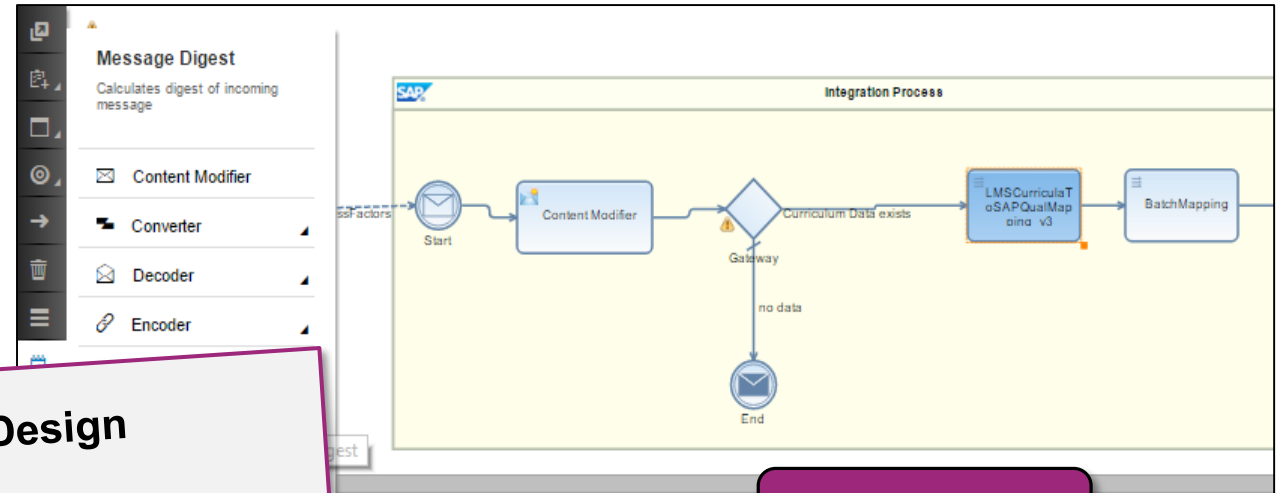 Message Digest
Calculates digest of incoming
message
Content Modifier
Converter
Decoder
Encoder
Design
gest
SAP
Integration Process
ssFactors
Start
Content Modifier
Gateway
Curriculum Data exists
no data
End
LMSCurriculaT
oSAPQualMap
ping_v3
BatchMapping